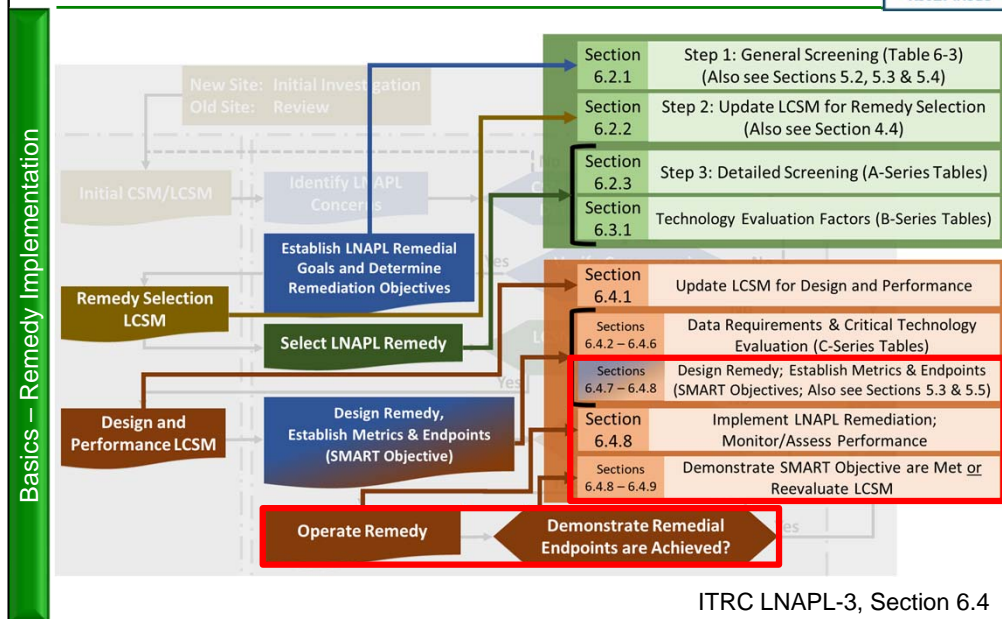 Basics – Remedy Implementation
New Site: Initial Investigation
Old Site: Review
Initial CSM/LCSM
Identify LNAPL
Concerns
No
Establish LNAPL Remedial
Goals and Determine
Remediation Objectives
Yes
Remedy Selection
LCSM
Select LNAPL Remedy
Yes
Design and
Performance LCSM
Design Remedy,
Establish Metrics & Endpoints
(SMART Objective)
Operate Remedy
Demonstrate Remedial
Endpoints are Achieved?
Yes
Section
6.2.1
Step 1: General Screening (Table 6-3)
(Also see Sections 5.2, 5.3 & 5.4)
Section
6.2.2
Step 2: Update LCSM for Remedy Selection
(Also see Section 4.4)
Section
6.2.3
Step 3: Detailed Screening (A-Series Tables)
Section
6.3.1
Technology Evaluation Factors (B-Series Tables)
Section
6.4.1
Update LCSM for Design and Performance
Sections
6.4.2 – 6.4.6
Data Requirements & Critical Technology
Evaluation (C-Series Tables)
Sections
6.4.7 – 6.4.8
Design Remedy; Establish Metrics & Endpoints
(SMART Objectives; Also see Sections 5.3 & 5.5)
Section
6.4.8
Implement LNAPL Remediation;
Monitor/Assess Performance
Sections
6.4.8 – 6.4.9
Demonstrate SMART Objective are Met or
Reevaluate LCSM
ITRC LNAPL-3, Section 6.4